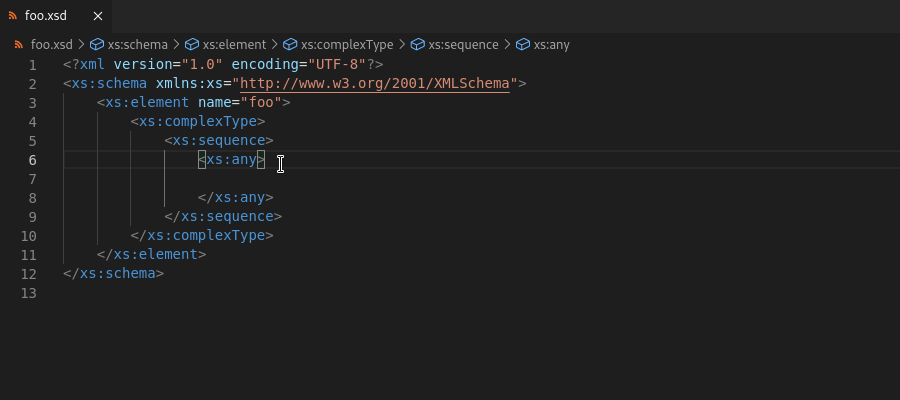 foo.xsd
foo.xsd > xs:schema > xs:element > xs:complexType > xs:sequence > xs:any
1 <?xml version="1.0" encoding="UTF-8"?>
2 <xs:schema xmlns:xs="http://www.w3.org/2001/XMLSchema">
3 <xs:element name="foo">
4 <xs:complexType>
5 <xs:sequence>
6 <xs:any>
7
8 </xs:any>
9 </xs:sequence>
10 </xs:complexType>
11 </xs:element>
12 </xs:schema>
13